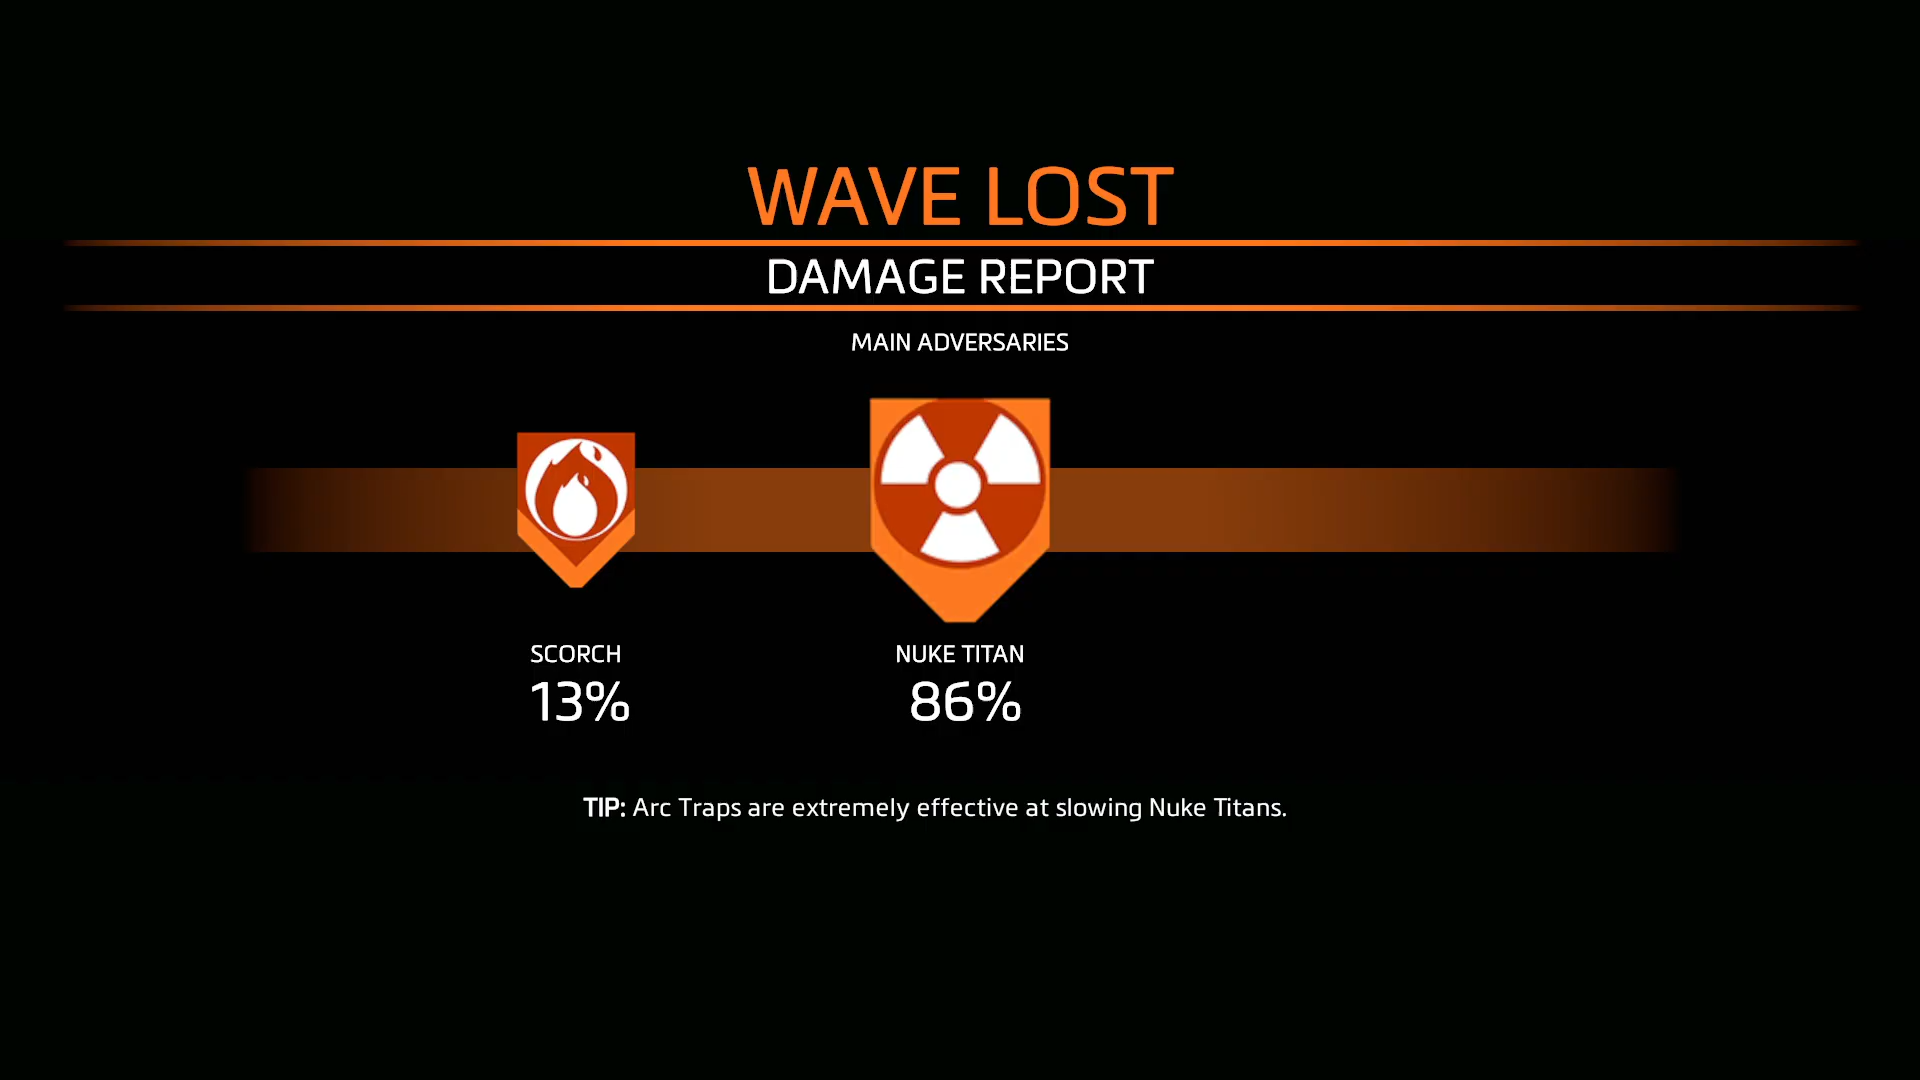 WAVE LOST
DAMAGE REPORT
MAIN ADVERSARIES
SCORCH
13%
NUKE TITAN
86%
TIP: Arc Traps are extremely effective at slowing Nuke Titans.